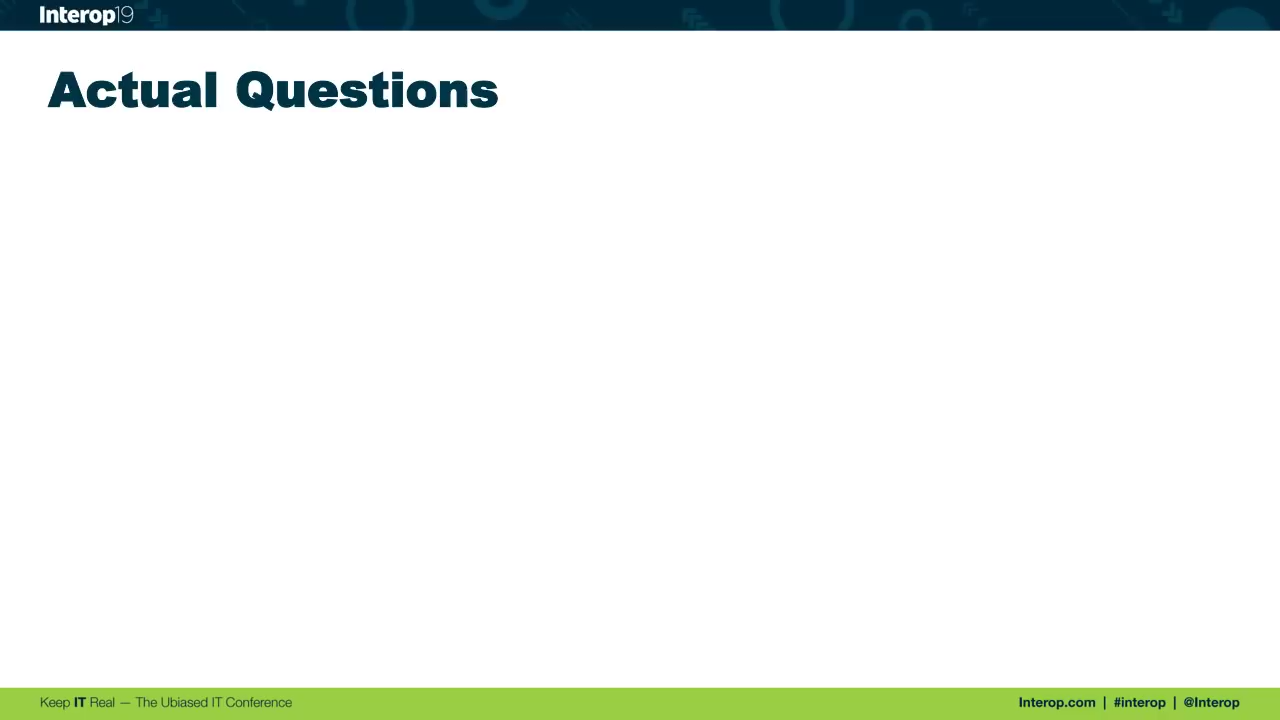 Interop19
Actual Questions
Keep IT Real — The Ubiased IT Conference
Interop.com | #interop | @Interop